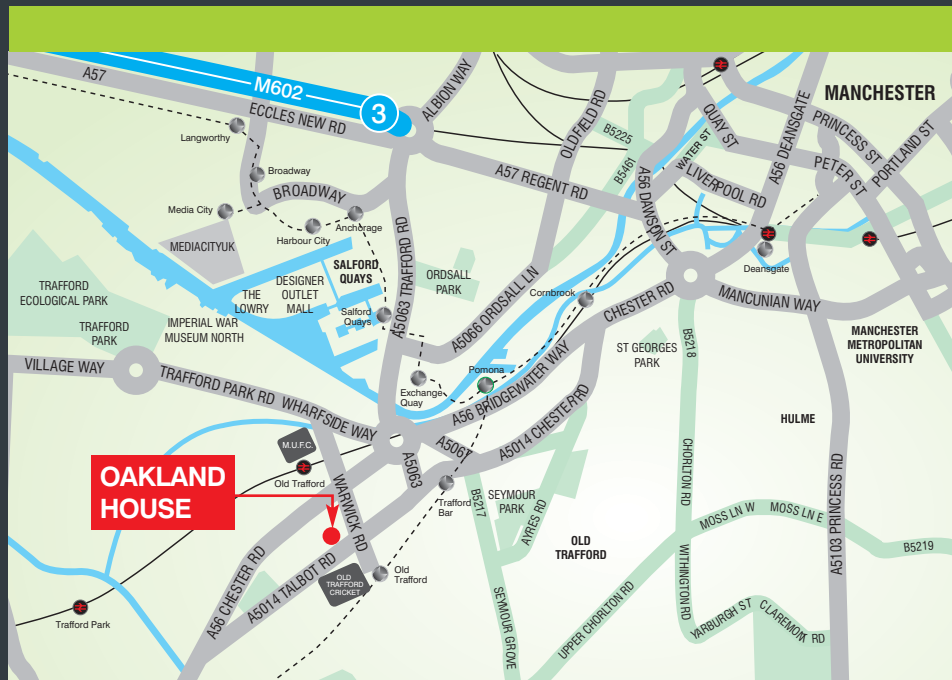 A57
M602
3
ALBION WAY
ECCLES NEW RD
Langworthy
OLDFIELD RD
B5225
B5461
QUAY ST
WATER ST
A56 DEANSGATE
MANCHESTER
PRINCESS ST
PETER ST
PORTLAND ST
LIVERPOOL RD
A57 REGENT RD
A56 DAWSON ST
Broadway
BROADWAY
Media City
Anchorage
Harbour City
MEDIACITYUK
A5063 TRAFFORD RD
SALFORD
QUAYS
ORDSALL
PARK
Deansgate
TRAFFORD
ECOLOGICAL PARK
DESIGNER
OUTLET
MALL
THE
LOWRY
Salford
Quays
Cornbrook
A5066 ORDSALL LN
CHESTER RD
MANCUNIAN WAY
TRAFFORD
PARK
IMPERIAL WAR
MUSEUM NORTH
MANCHESTER
METROPOLITAN
UNIVERSITY
ST GEORGES
PARK
B5218
VILLAGE WAY
TRAFFORD PARK RD
WHARFSIDE WAY
Exchange
Quay
Pomona
A56 BRIDGEWATER WAY
A5014 CHESTER RD
A5067
A5063
HULME
M.U.F.C.
Old Trafford
OAKLAND
HOUSE
WARWICK RD
Trafford
Bar
B5217
SEYMOUR
PARK
AYRES RD
CHORLTON RD
MOSS LN W
MOSS LN E
B5219
A5103 PRINCESS RD
OLD
TRAFFORD
A56 CHESTER RD
A5014 TALBOT RD
OLD
TRAFFORD
CRICKET
Old
Trafford
Trafford Park
SEYMOUR GROVE
UPPER CHORLTON RD
WITHINGTON RD
YARBURGH ST
CLAREMONT RD